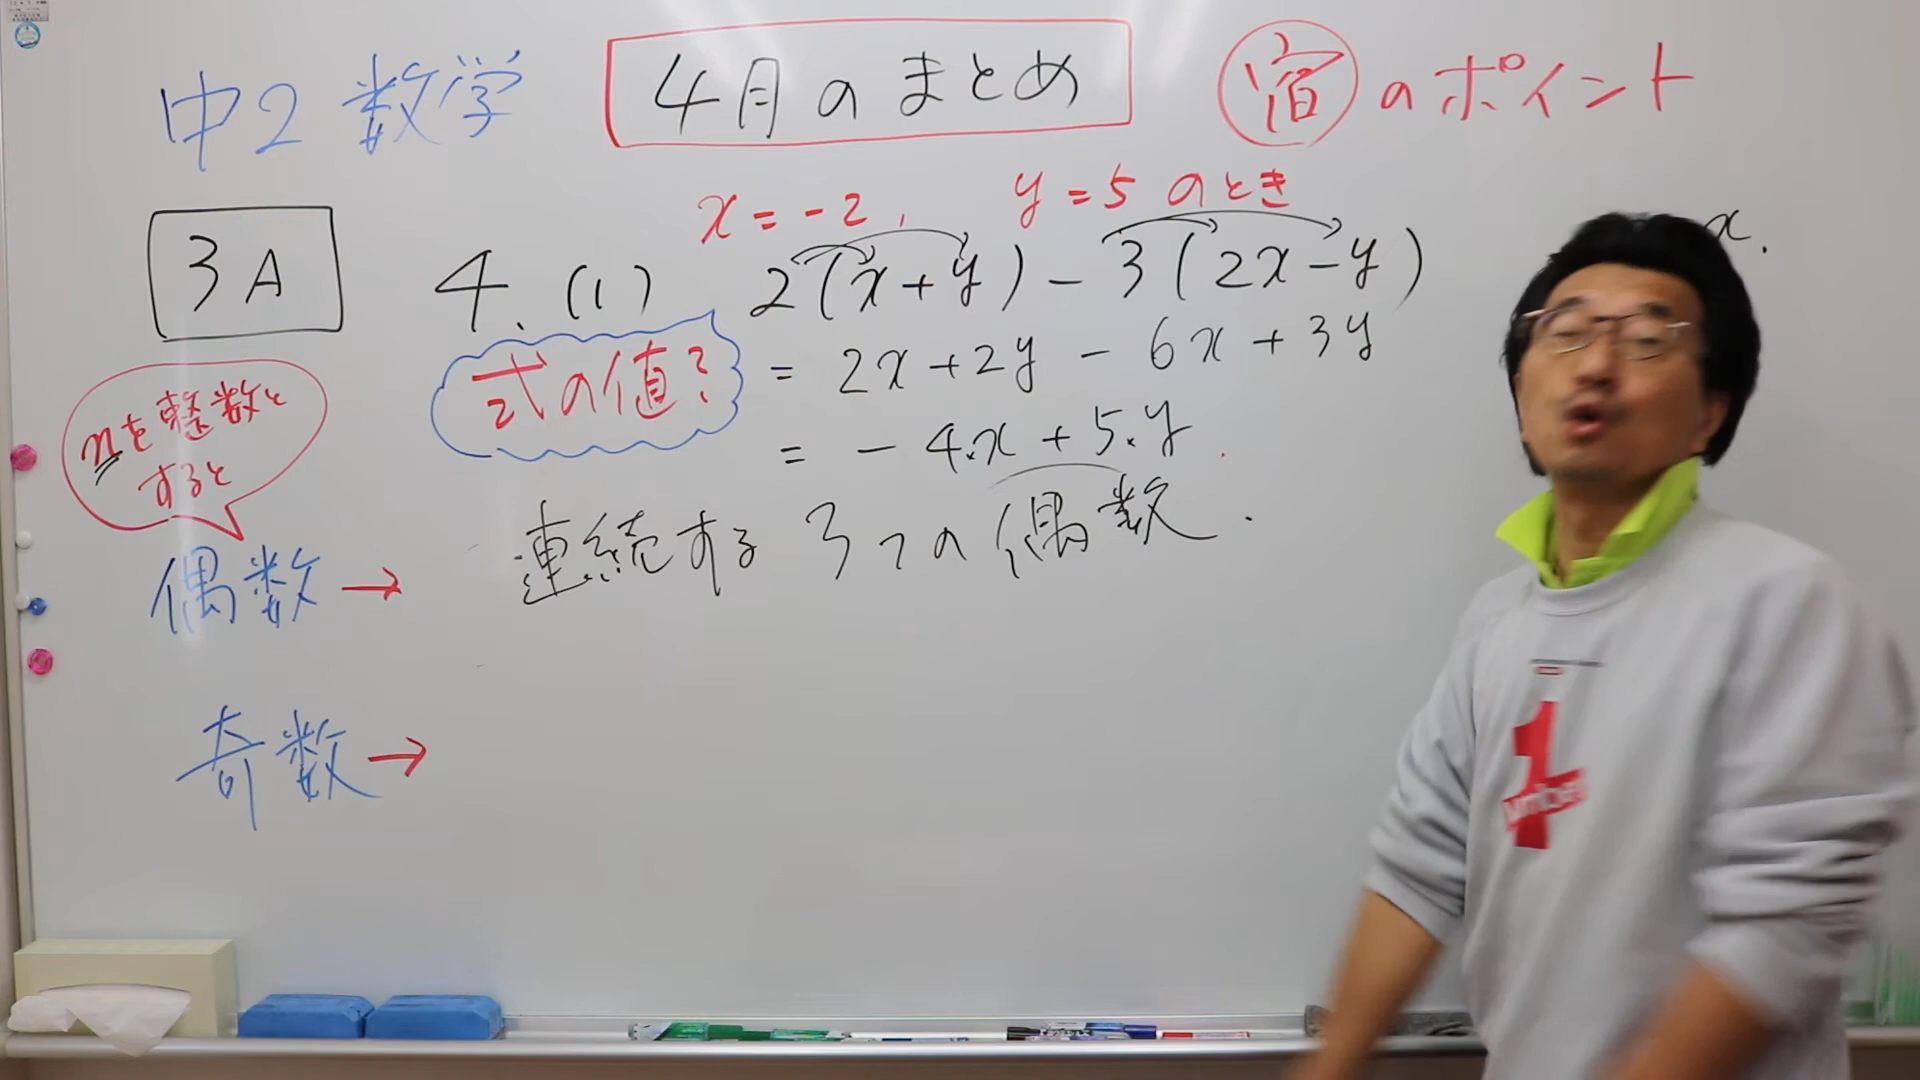 中2 数学
4月のまとめ
宿のポイント
x = -2, y = 5 のとき
3A
4. (1) 2(x+y) - 3(2x-y)
x.
式の値?
= 2x + 2y - 6x + 3y
= - 4x + 5y
nを整数と
すると
偶数 →
連続する 3つの偶数.
奇数 →
1